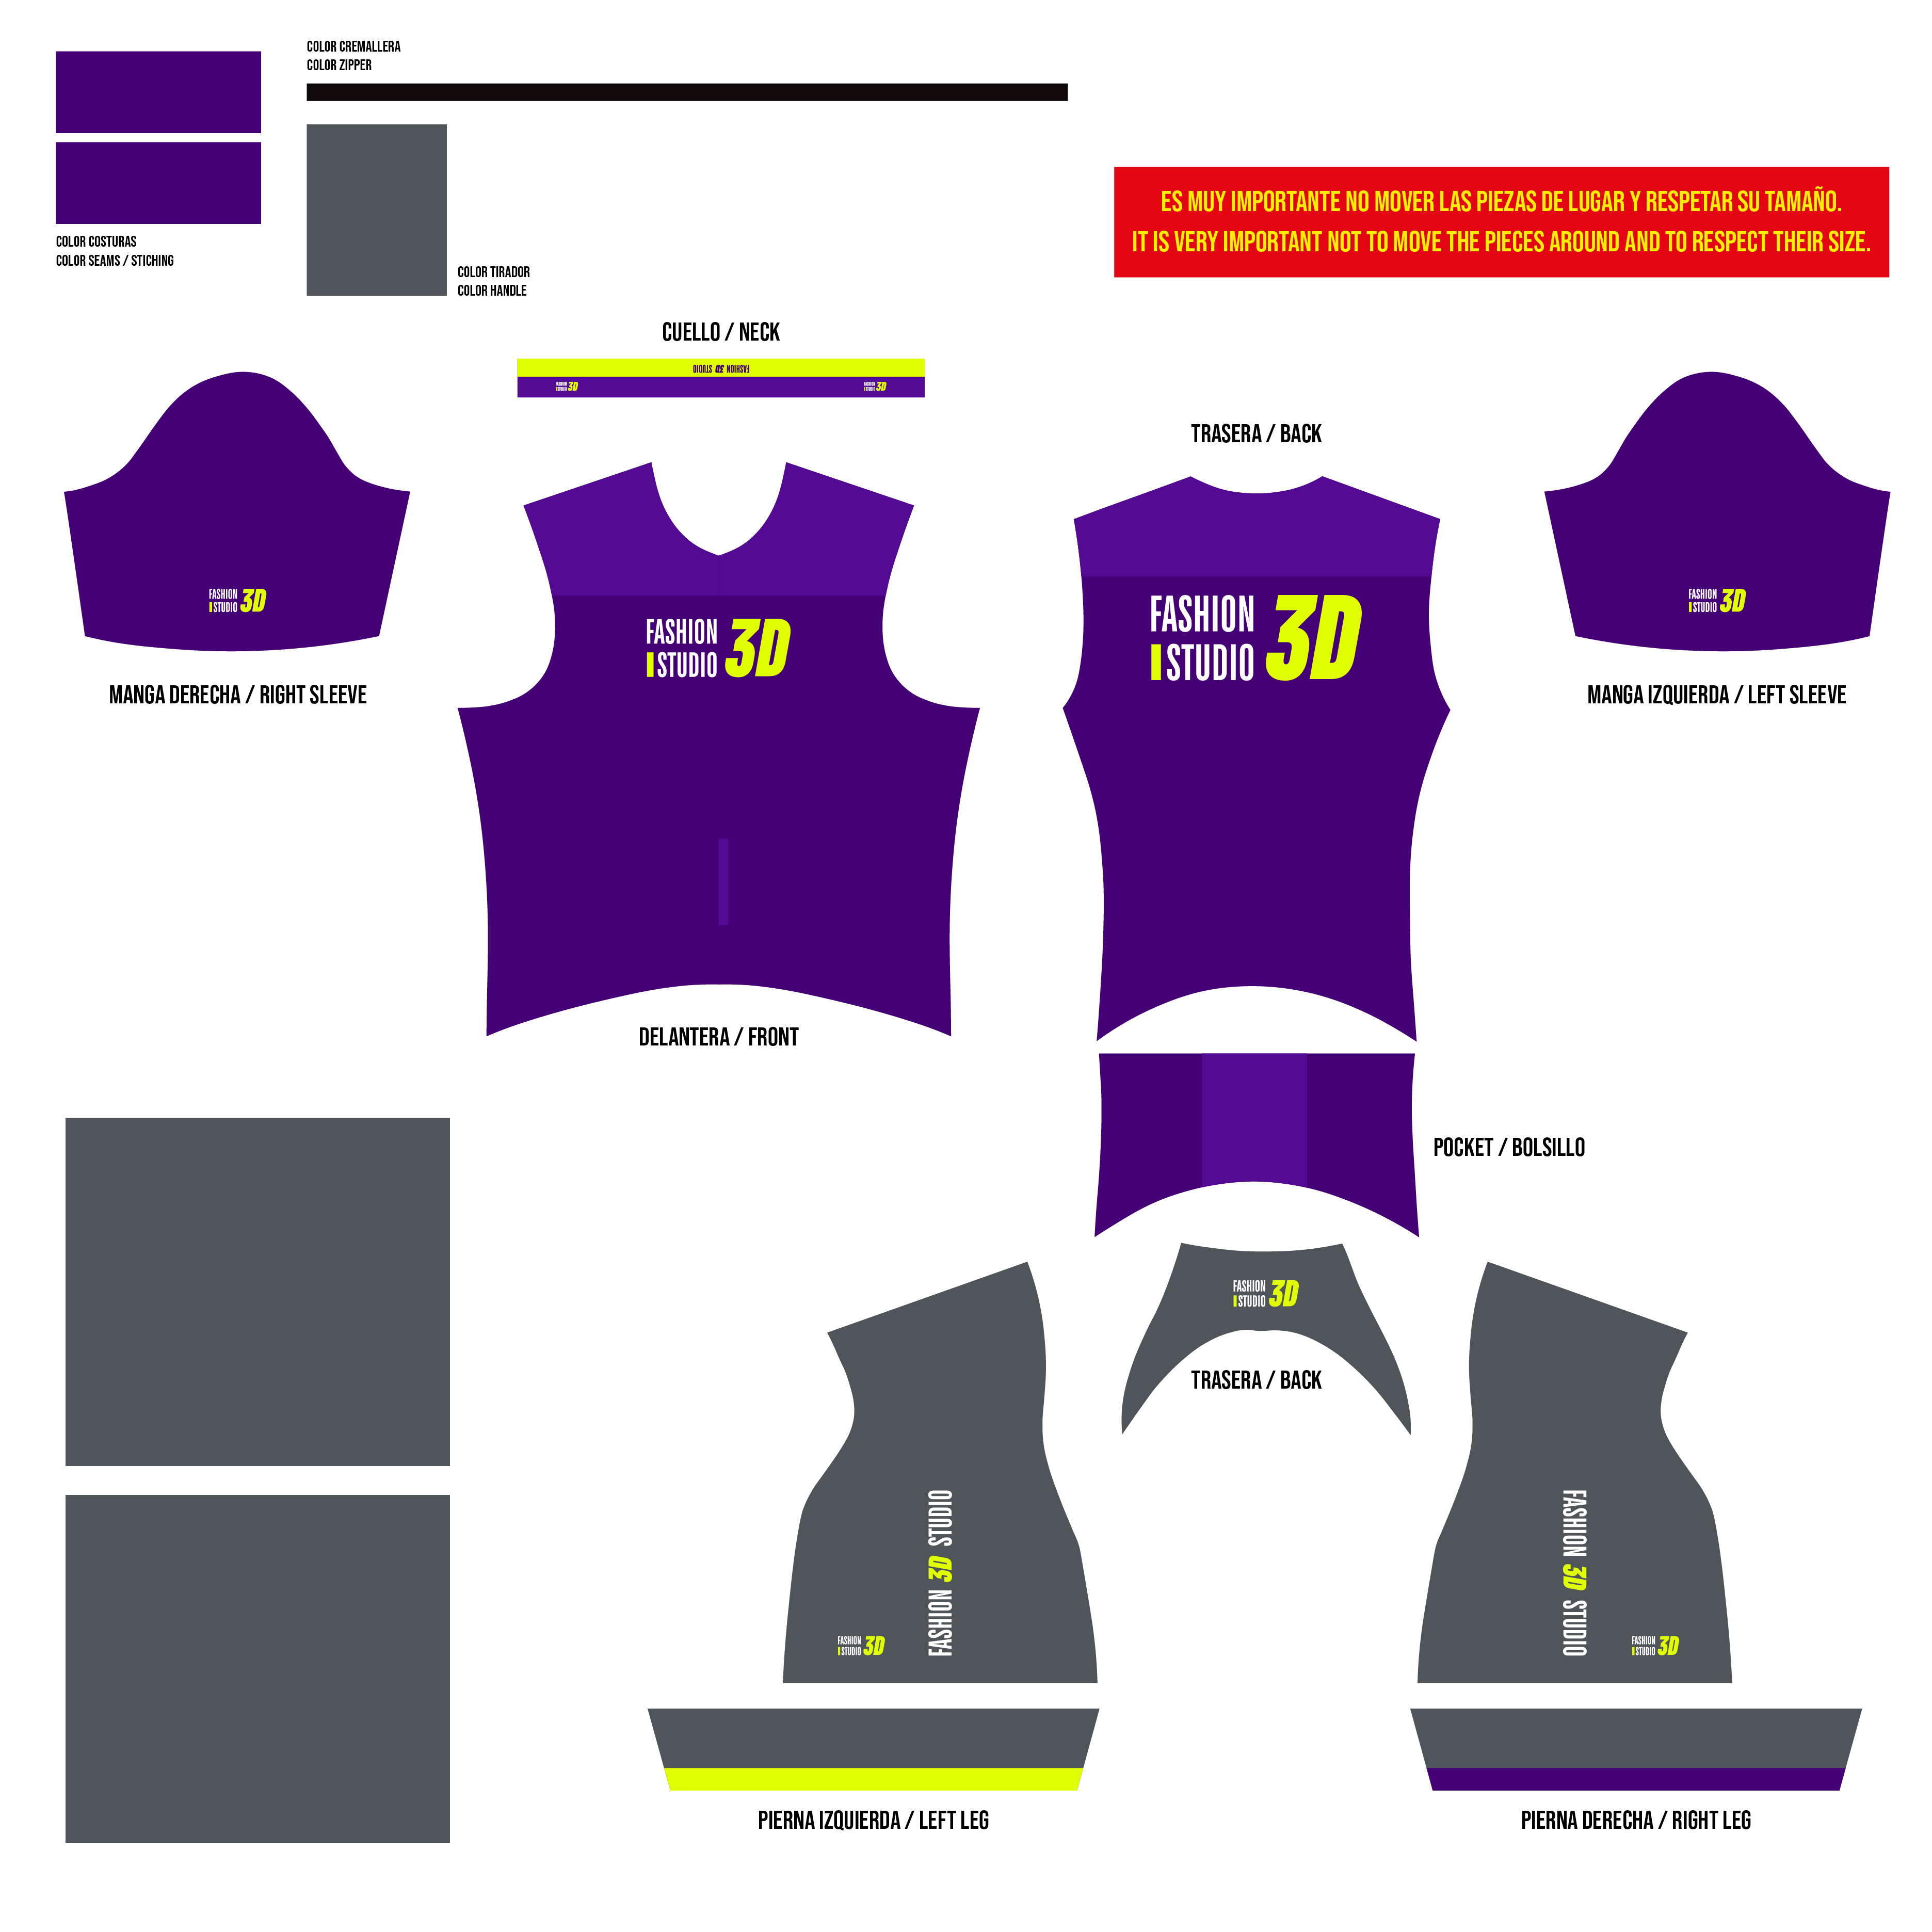 COLOR CREMALLERA
COLOR ZIPPER
COLOR COSTURAS
COLOR SEAMS / STICHING
COLOR TIRADOR
COLOR HANDLE
ES MUY IMPORTANTE NO MOVER LAS PIEZAS DE LUGAR Y RESPETAR SU TAMAÑO.
IT IS VERY IMPORTANT NOT TO MOVE THE PIECES AROUND AND TO RESPECT THEIR SIZE.
CUELLO / NECK
FASHION 3D STUDIO
FASHION
STUDIO 3D
FASHION
STUDIO 3D
TRASERA / BACK
FASHION
STUDIO 3D
MANGA DERECHA / RIGHT SLEEVE
FASHION
STUDIO 3D
DELANTERA / FRONT
FASHION
STUDIO 3D
FASHION
STUDIO 3D
MANGA IZQUIERDA / LEFT SLEEVE
POCKET / BOLSILLO
FASHION
STUDIO 3D
TRASERA / BACK
FASHION 3D STUDIO
FASHION
STUDIO 3D
FASHION 3D STUDIO
FASHION
STUDIO 3D
PIERNA IZQUIERDA / LEFT LEG
PIERNA DERECHA / RIGHT LEG